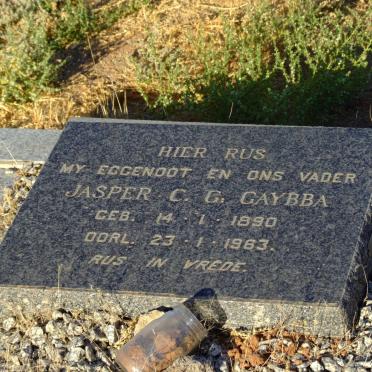 HIER RUS
MY EGGENOOT EN ONS VADER
JASPER C. G. GAYBBA
GEB. 14 · 1 · 1890
OORL. 23 · 1 · 1963.
RUS IN VREDE.